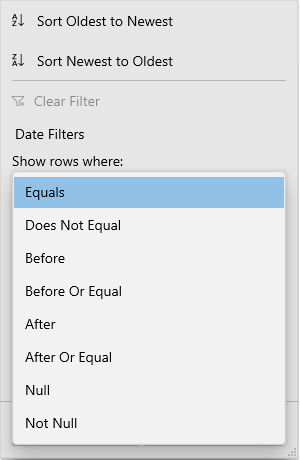 Sort Oldest to Newest
Sort Newest to Oldest
Clear Filter
Date Filters
Show rows where:
Equals
Does Not Equal
Before
Before Or Equal
After
After Or Equal
Null
Not Null